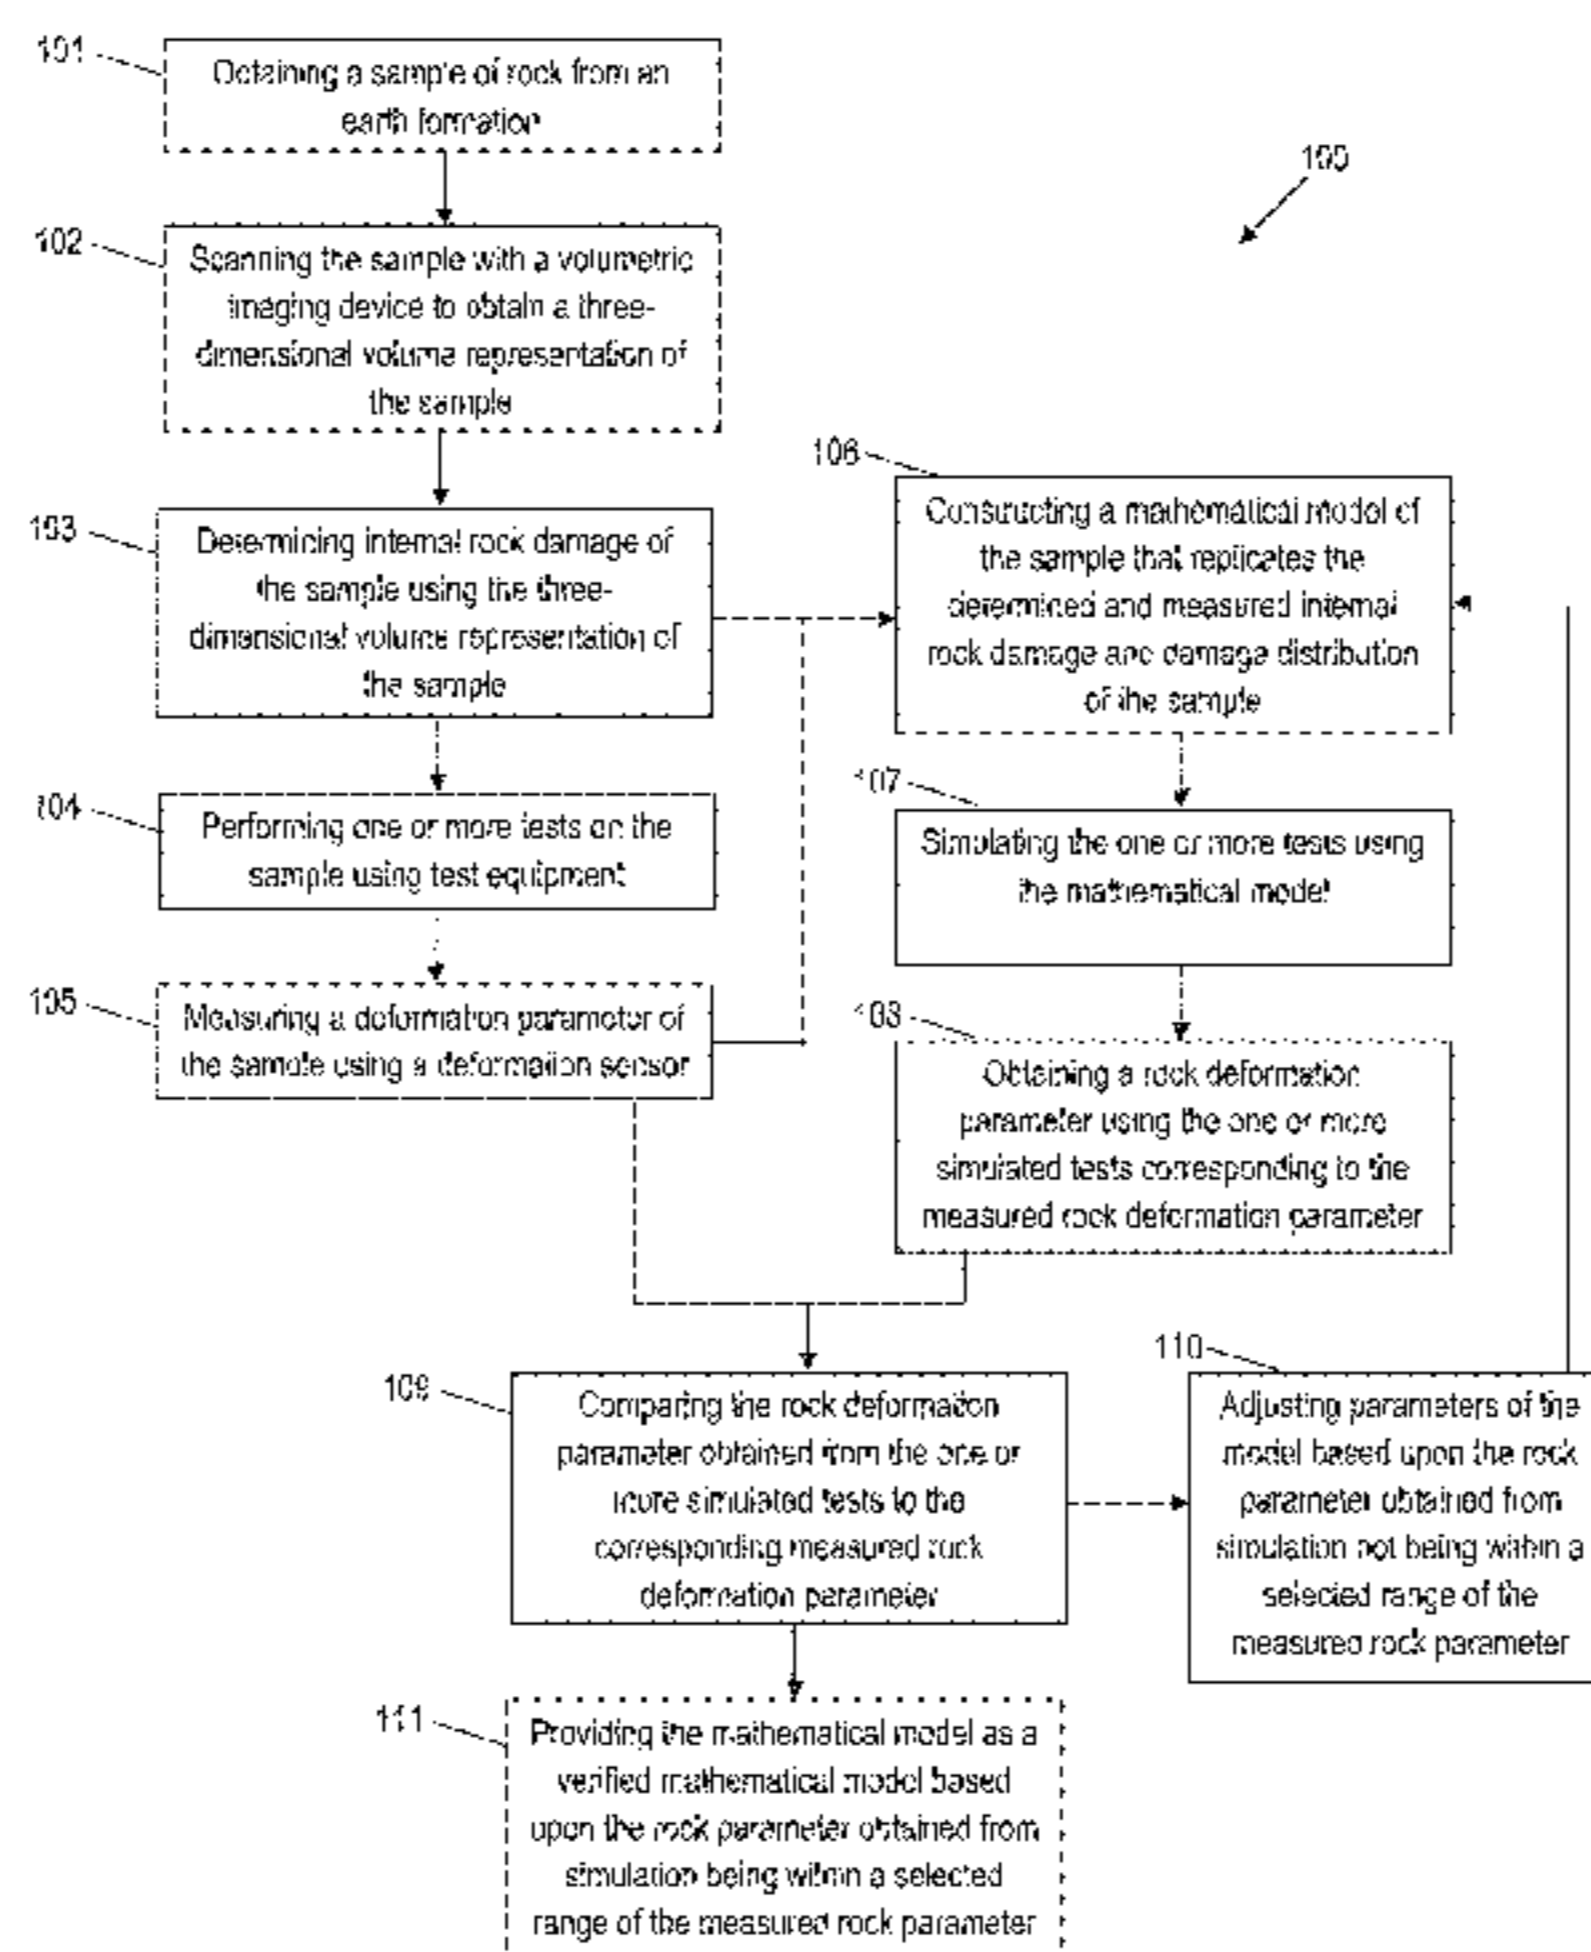 101
Obtaining a sample of rock from an
earth formation
100
102
Scanning the sample with a volumetric
imaging device to obtain a three-
dimensional volume representation of
the sample
103
Determining internal rock damage of
the sample using the three-
dimensional volume representation of
the sample
104
Performing one or more tests on the
sample using test equipment
105
Measuring a deformation parameter of
the sample using a deformation sensor
106
Constructing a mathematical model of
the sample that replicates the
determined and measured internal
rock damage and damage distribution
of the sample
107
Simulating the one or more tests using
the mathematical model
108
Obtaining a rock deformation
parameter using the one or more
simulated tests corresponding to the
measured rock deformation parameter
109
Comparing the rock deformation
parameter obtained from the one or
more simulated tests to the
corresponding measured rock
deformation parameter
110
Adjusting parameters of the
model based upon the rock
parameter obtained from
simulation not being within a
selected range of the
measured rock parameter
111
Providing the mathematical model as a
verified mathematical model based
upon the rock parameter obtained from
simulation being within a selected
range of the measured rock parameter